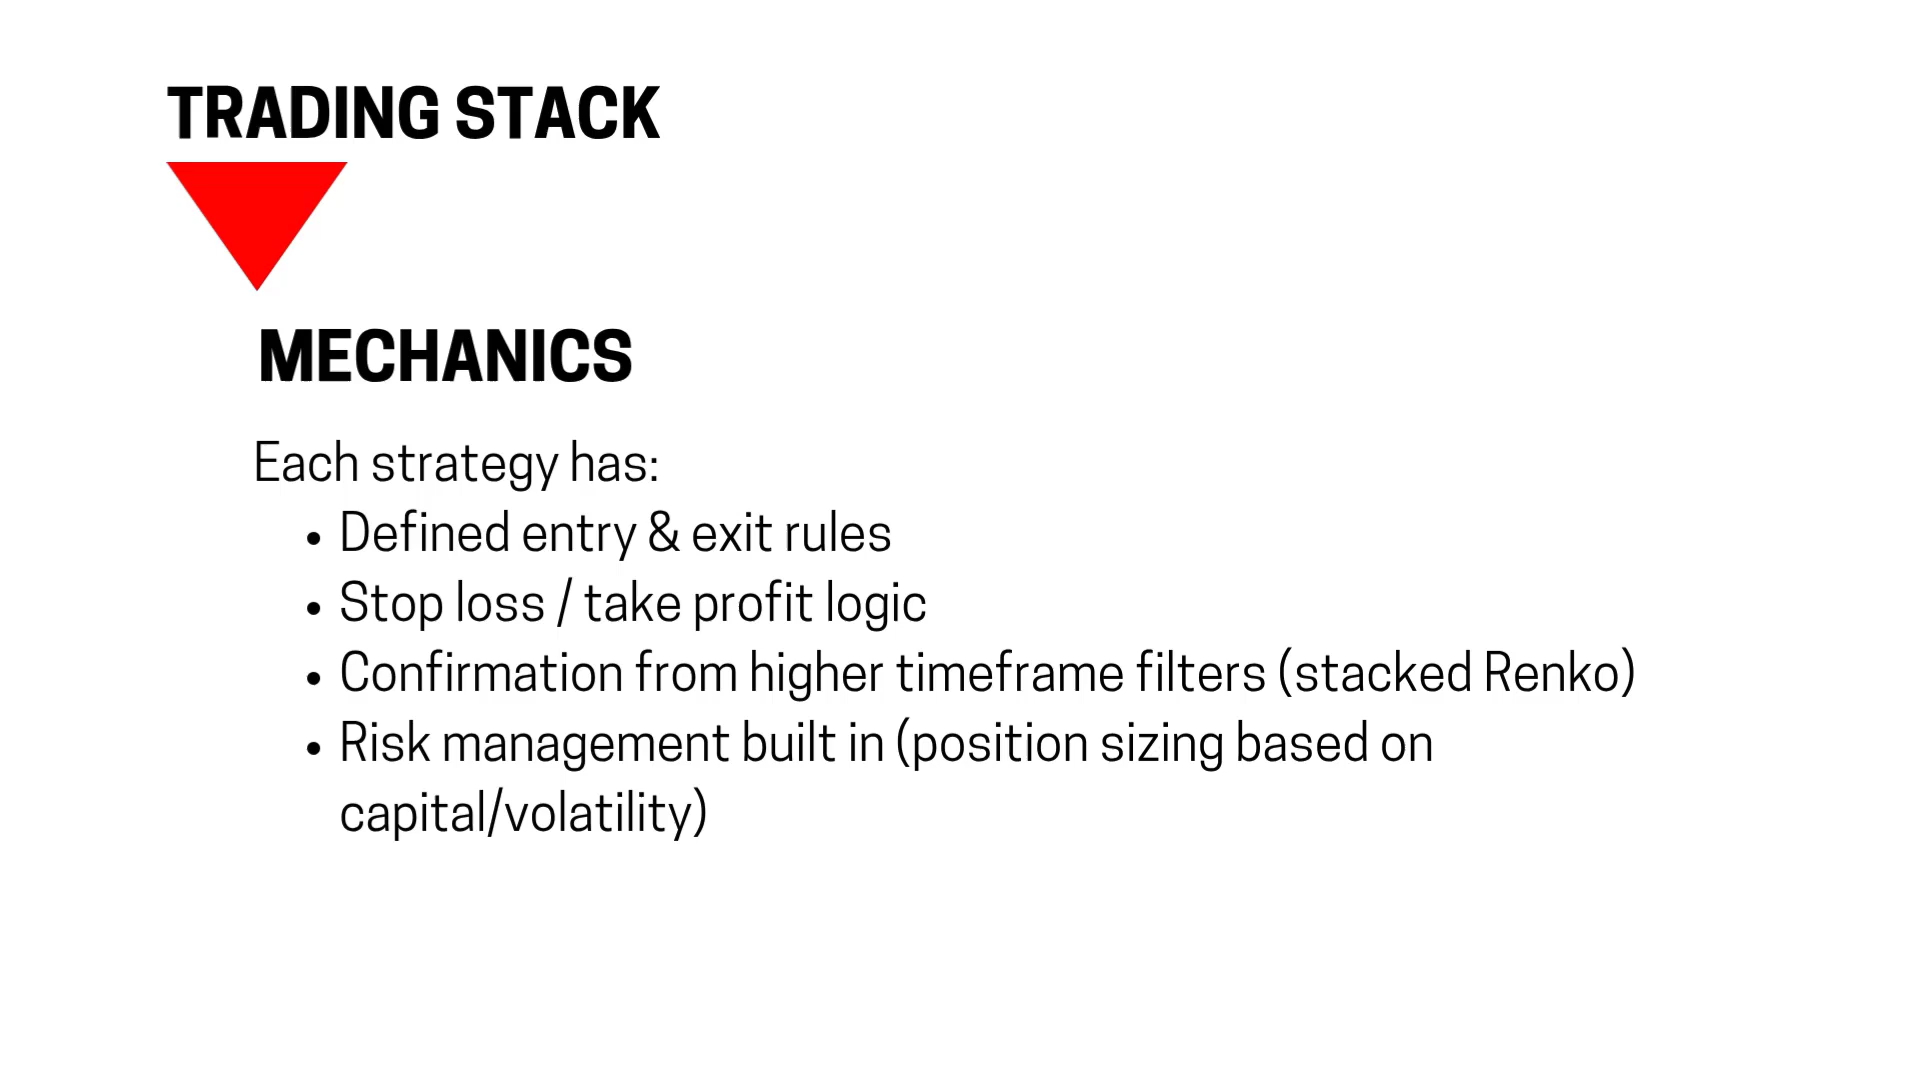 TRADING STACK
MECHANICS
Each strategy has:
• Defined entry & exit rules
• Stop loss / take profit logic
• Confirmation from higher timeframe filters (stacked Renko)
• Risk management built in (position sizing based on
capital/volatility)